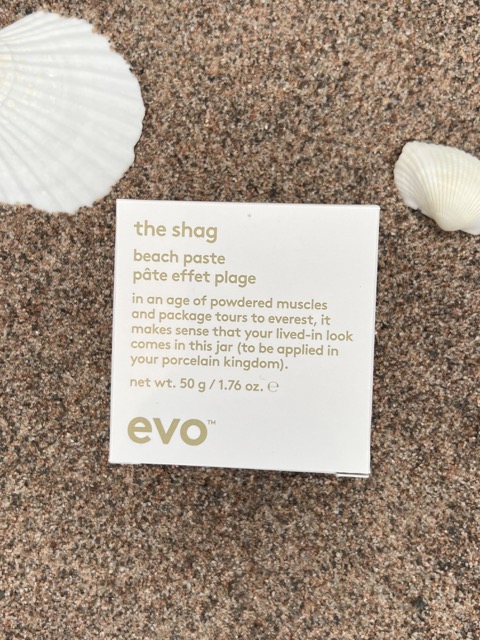 the shag
beach paste
pâte effet plage
in an age of powdered muscles
and package tours to everest, it
makes sense that your lived-in look
comes in this jar (to be applied in
your porcelain kingdom).
net wt. 50 g / 1.76 oz. ℮
evo™